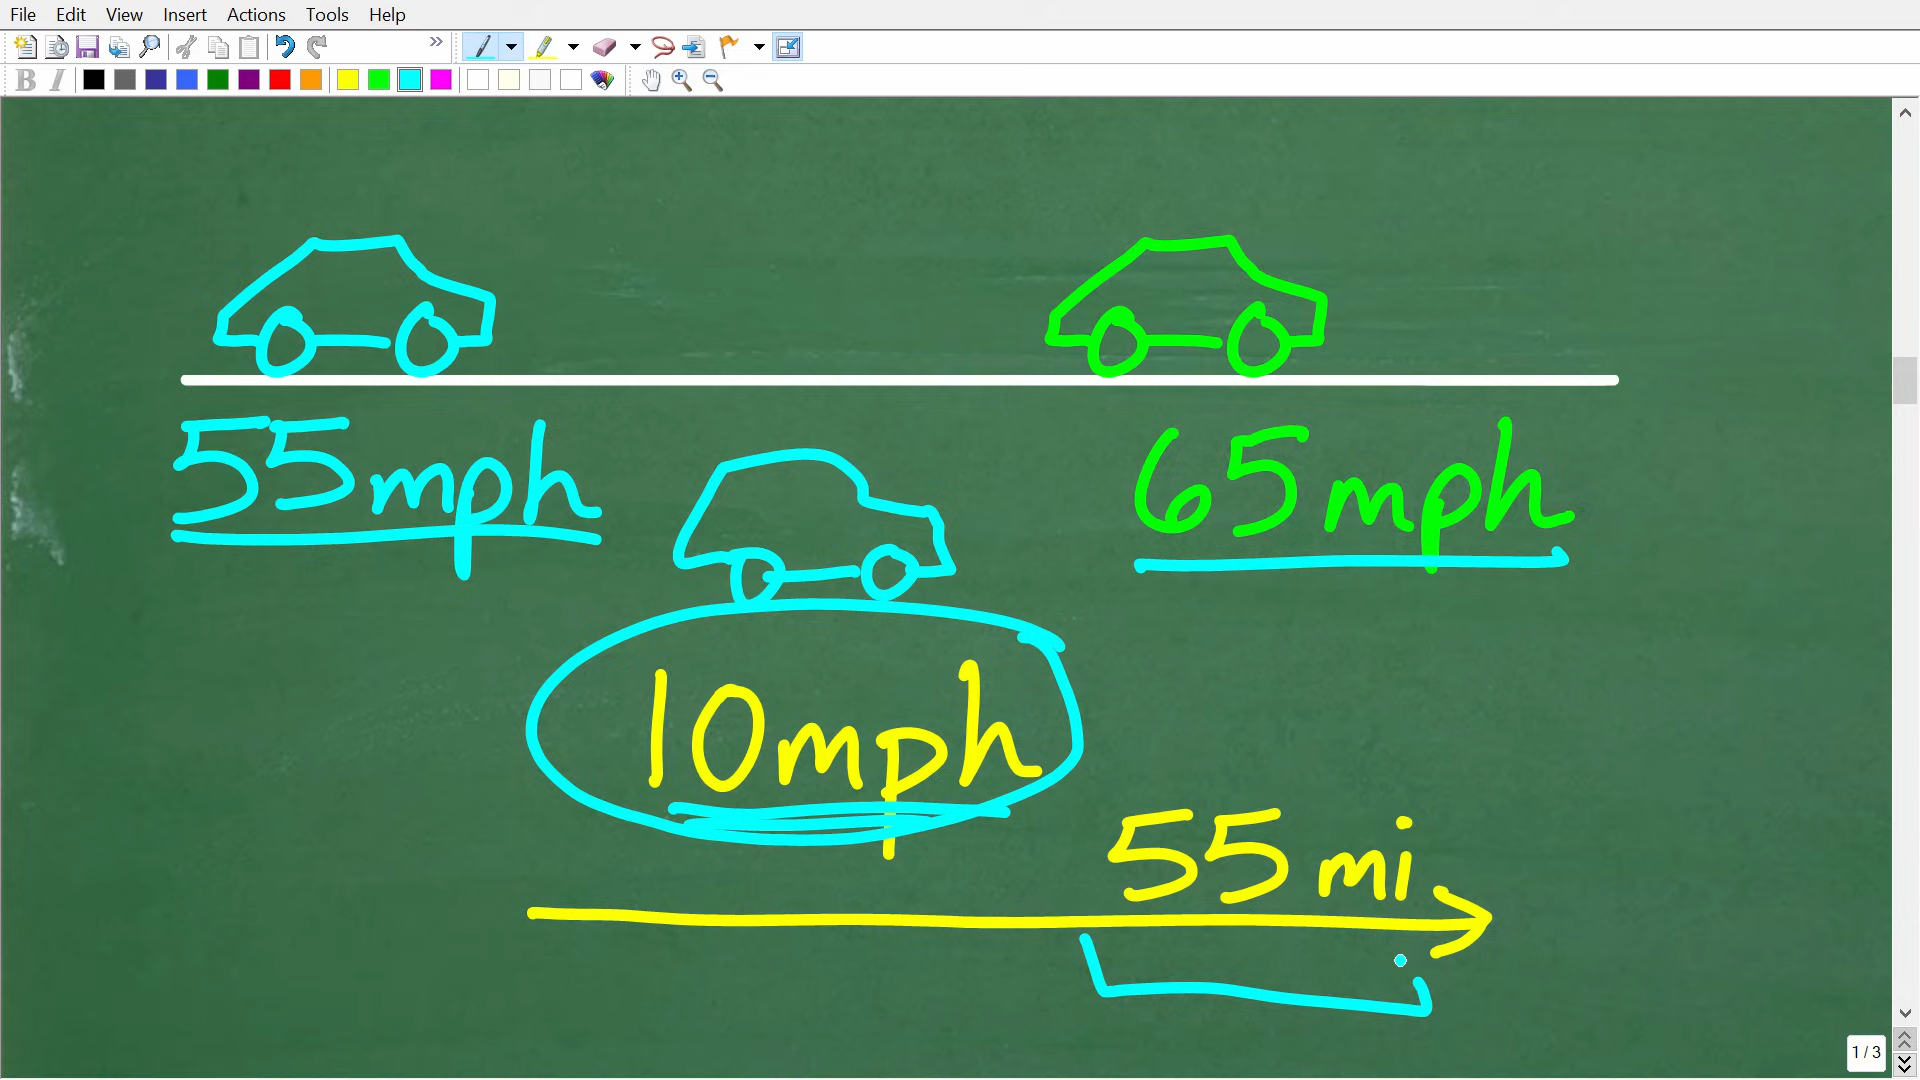 File Edit View Insert Actions Tools Help
B I
55mph 65mph
10mph
55 mi
1 / 3